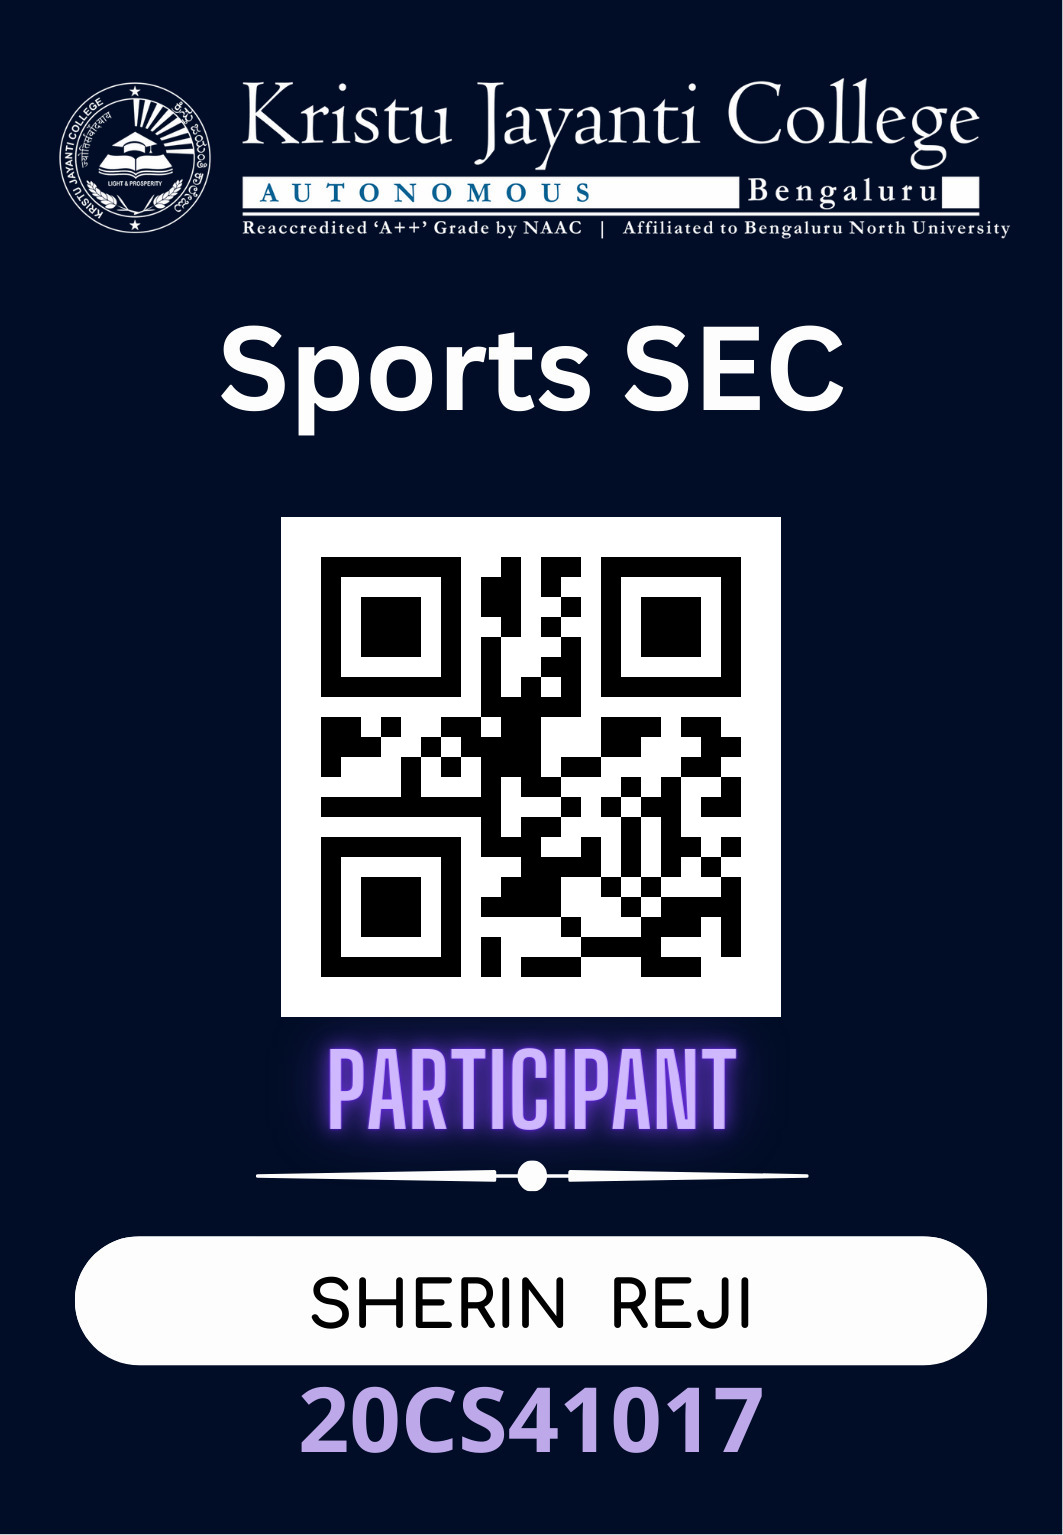 Kristu Jayanti College
AUTONOMOUS Bengaluru
Reaccredited ‘A++’ Grade by NAAC | Affiliated to Bengaluru North University
KRISTU JAYANTI COLLEGE
LIGHT & PROSPERITY
Sports SEC
PARTICIPANT
SHERIN REJI
20CS41017